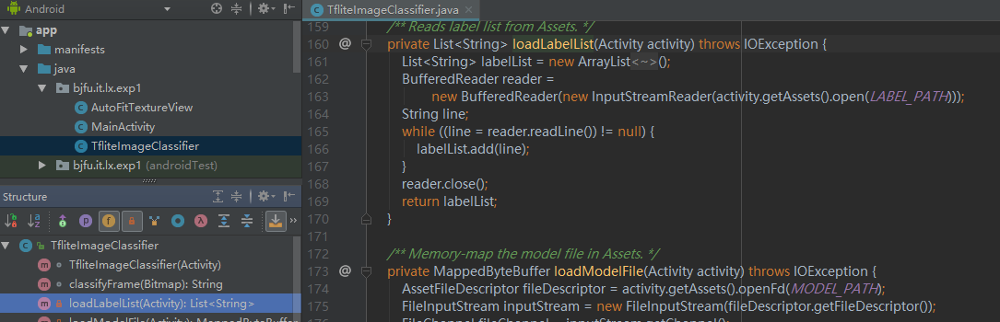 Android
app
manifests
java
bjfu.it.lx.exp1
AutoFitTextureView
MainActivity
TfliteImageClassifier
bjfu.it.lx.exp1 (androidTest)
Structure
TfliteImageClassifier
TfliteImageClassifier(Activity)
classifyFrame(Bitmap): String
loadLabelList(Activity): List<String>
loadModelFile(Activity): MappedByteBuffer
TfliteImageClassifier.java
159 /** Reads label list from Assets. */
160 @ private List<String> loadLabelList(Activity activity) throws IOException {
161 List<String> labelList = new ArrayList<~>();
162 BufferedReader reader =
163 new BufferedReader(new InputStreamReader(activity.getAssets().open(LABEL_PATH)));
164 String line;
165 while ((line = reader.readLine()) != null) {
166 labelList.add(line);
167 }
168 reader.close();
169 return labelList;
170 }
171
172 /** Memory-map the model file in Assets. */
173 @ private MappedByteBuffer loadModelFile(Activity activity) throws IOException {
174 AssetFileDescriptor fileDescriptor = activity.getAssets().openFd(MODEL_PATH);
175 FileInputStream inputStream = new FileInputStream(fileDescriptor.getFileDescriptor());
176 FileChannel fileChannel = inputStream.getChannel();